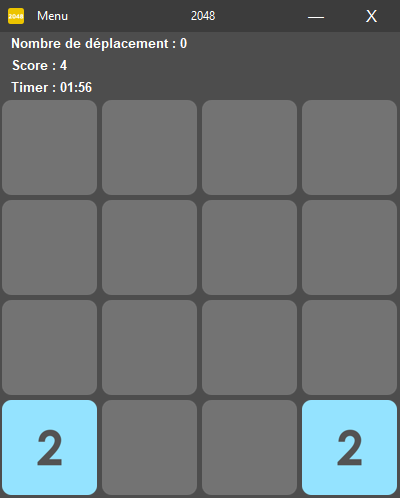 2048 Menu 2048 — X
Nombre de déplacement : 0
Score : 4
Timer : 01:56
2 2